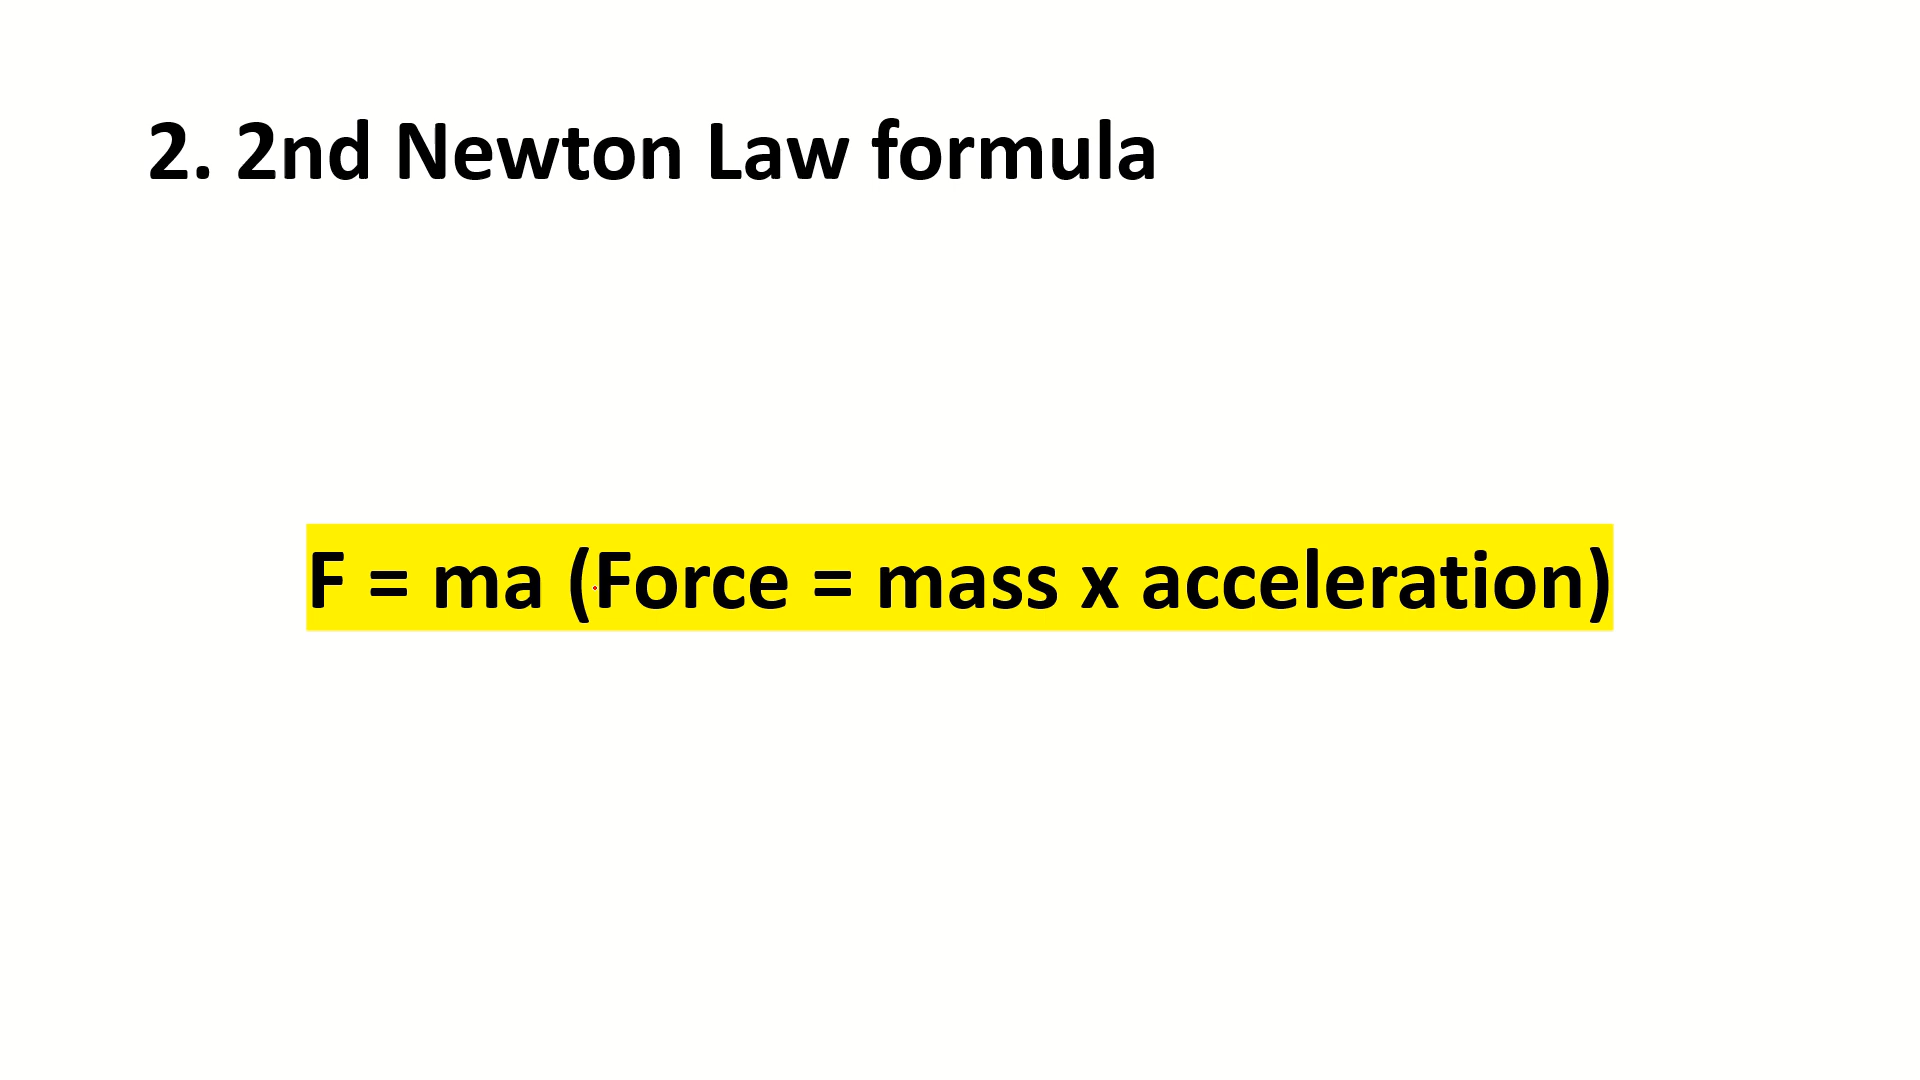 2. 2nd Newton Law formula
F = ma (Force = mass x acceleration)